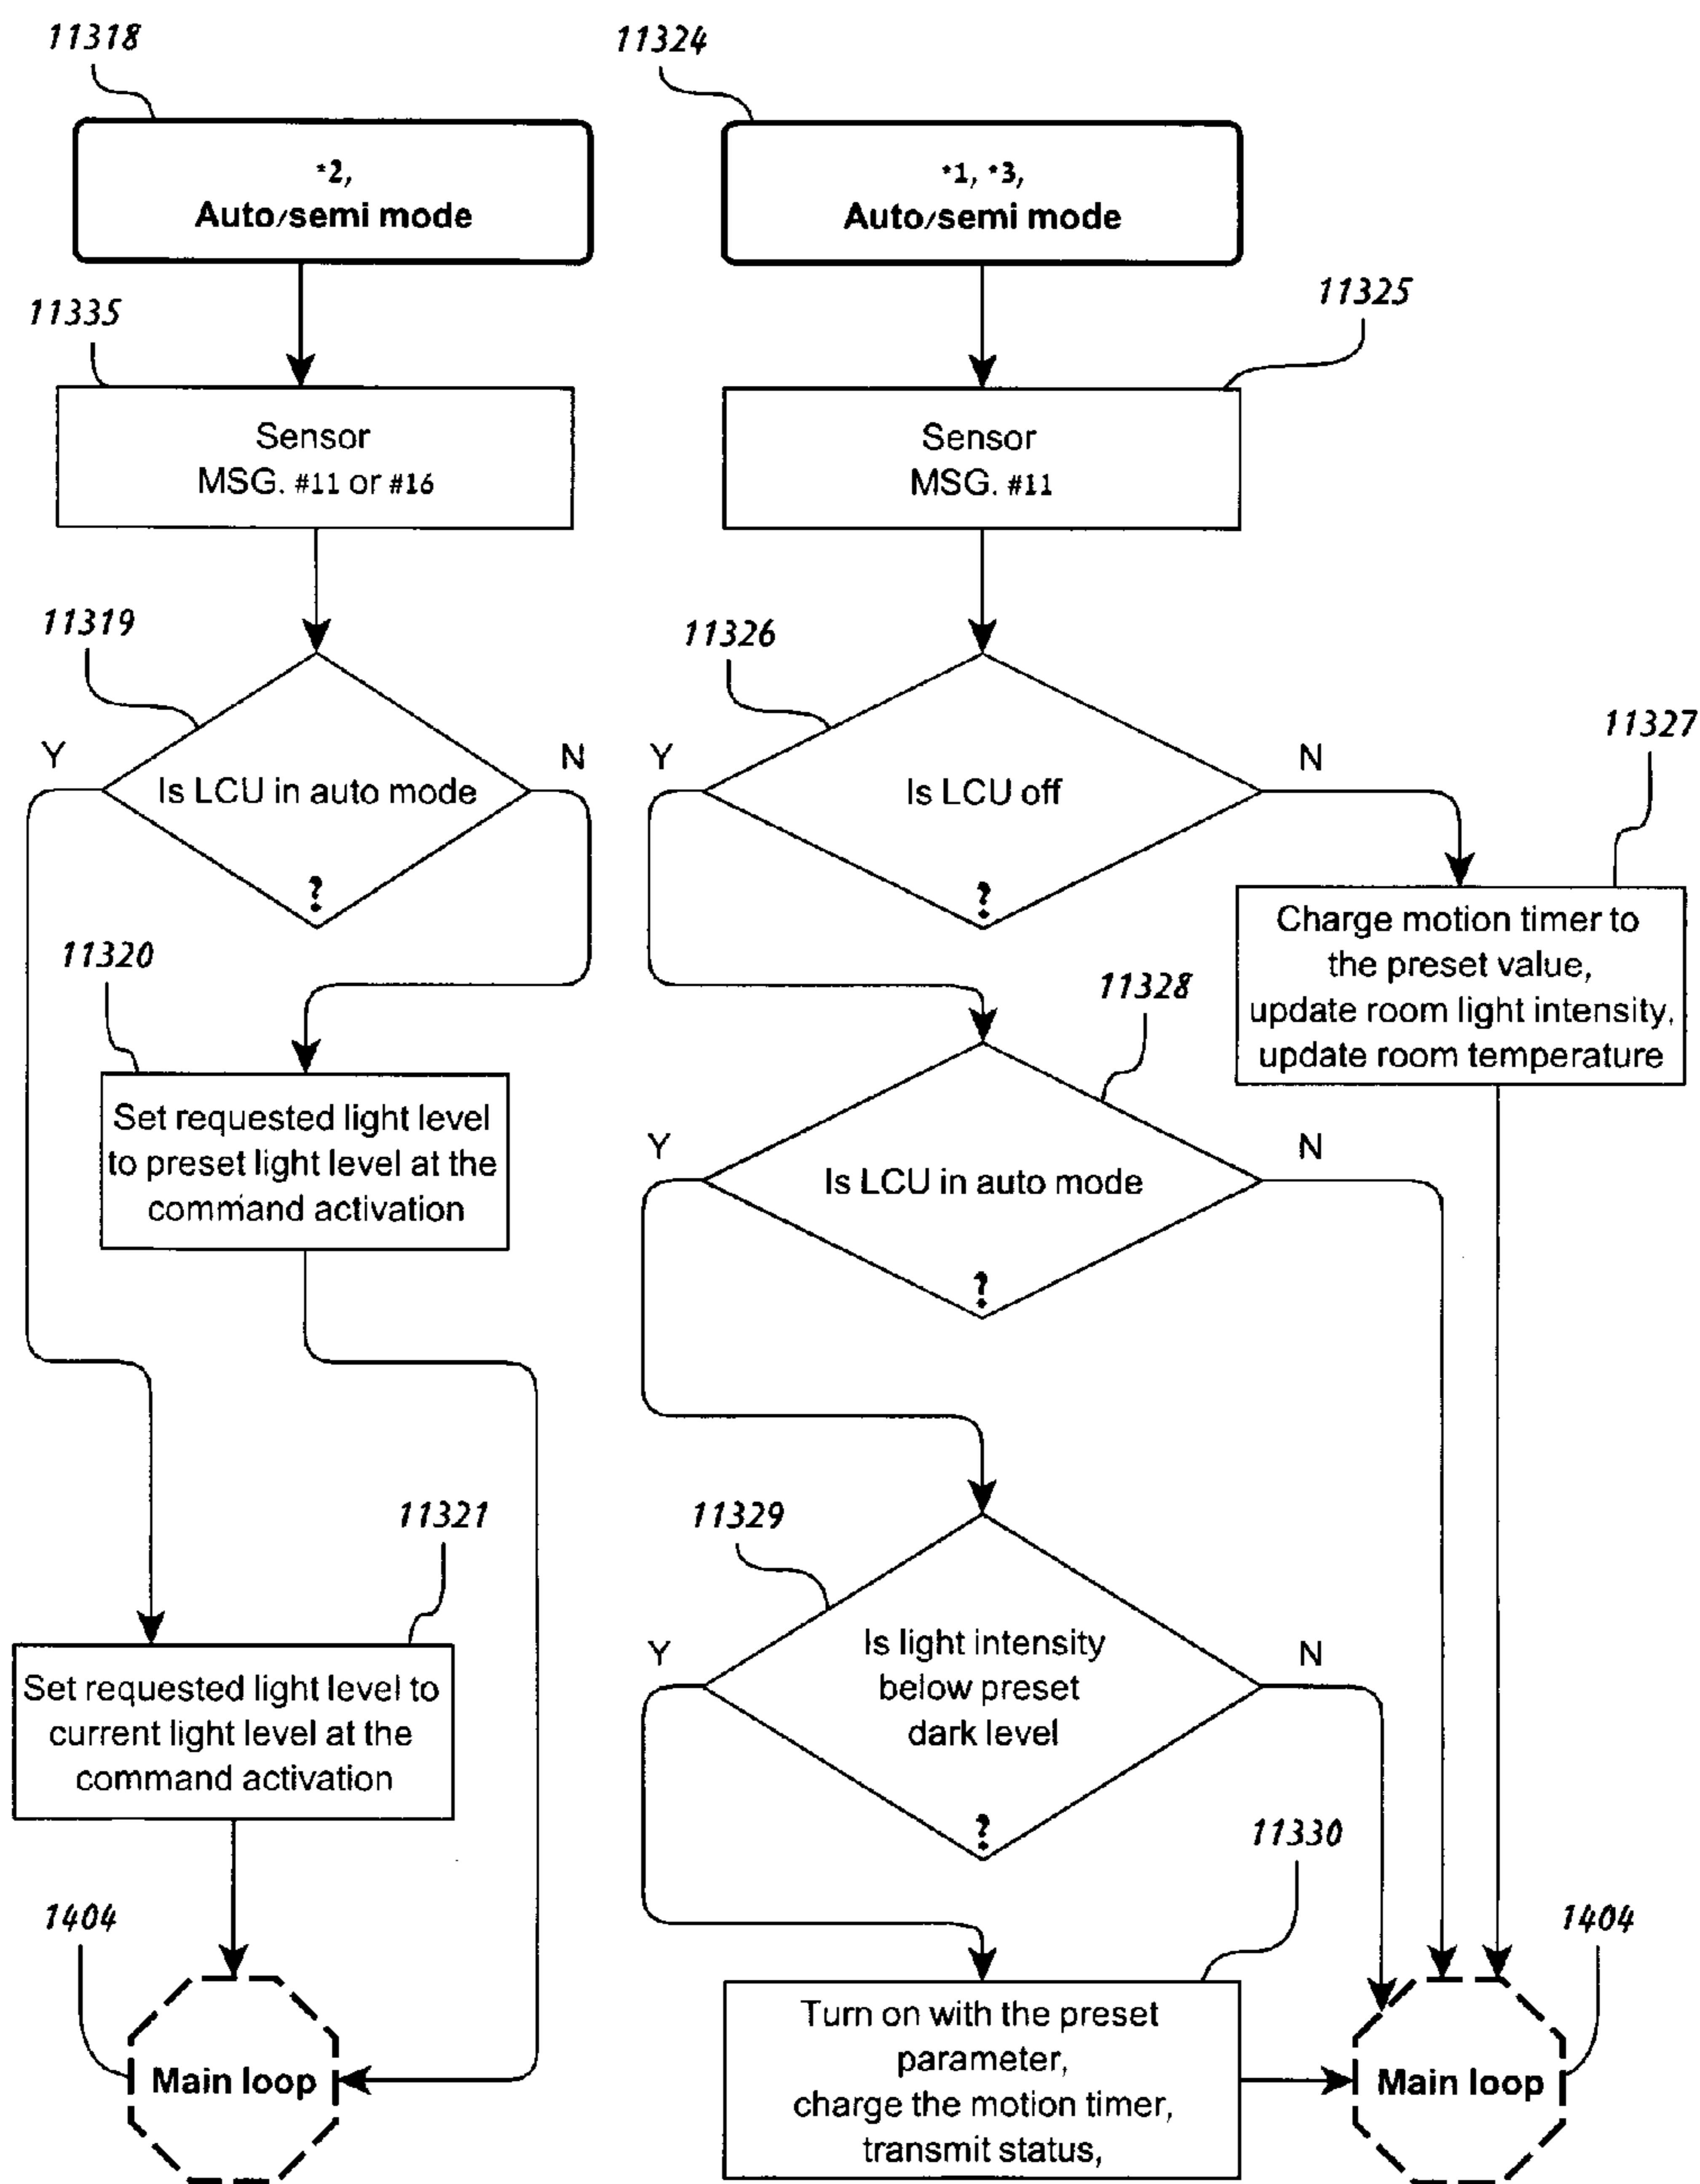 11318
*2,
Auto/semi mode
11335
Sensor
MSG. #11 or #16
11319
Y
N
Is LCU in auto mode
?
11320
Set requested light level
to preset light level at the
command activation
11321
Set requested light level to
current light level at the
command activation
1404
Main loop
11324
*1, *3,
Auto/semi mode
11325
Sensor
MSG. #11
11326
Y
N
Is LCU off
?
11327
Charge motion timer to
the preset value,
update room light intensity,
update room temperature
11328
Y
N
Is LCU in auto mode
?
11329
Y
N
Is light intensity
below preset
dark level
?
11330
Turn on with the preset
parameter,
charge the motion timer,
transmit status,
1404
Main loop